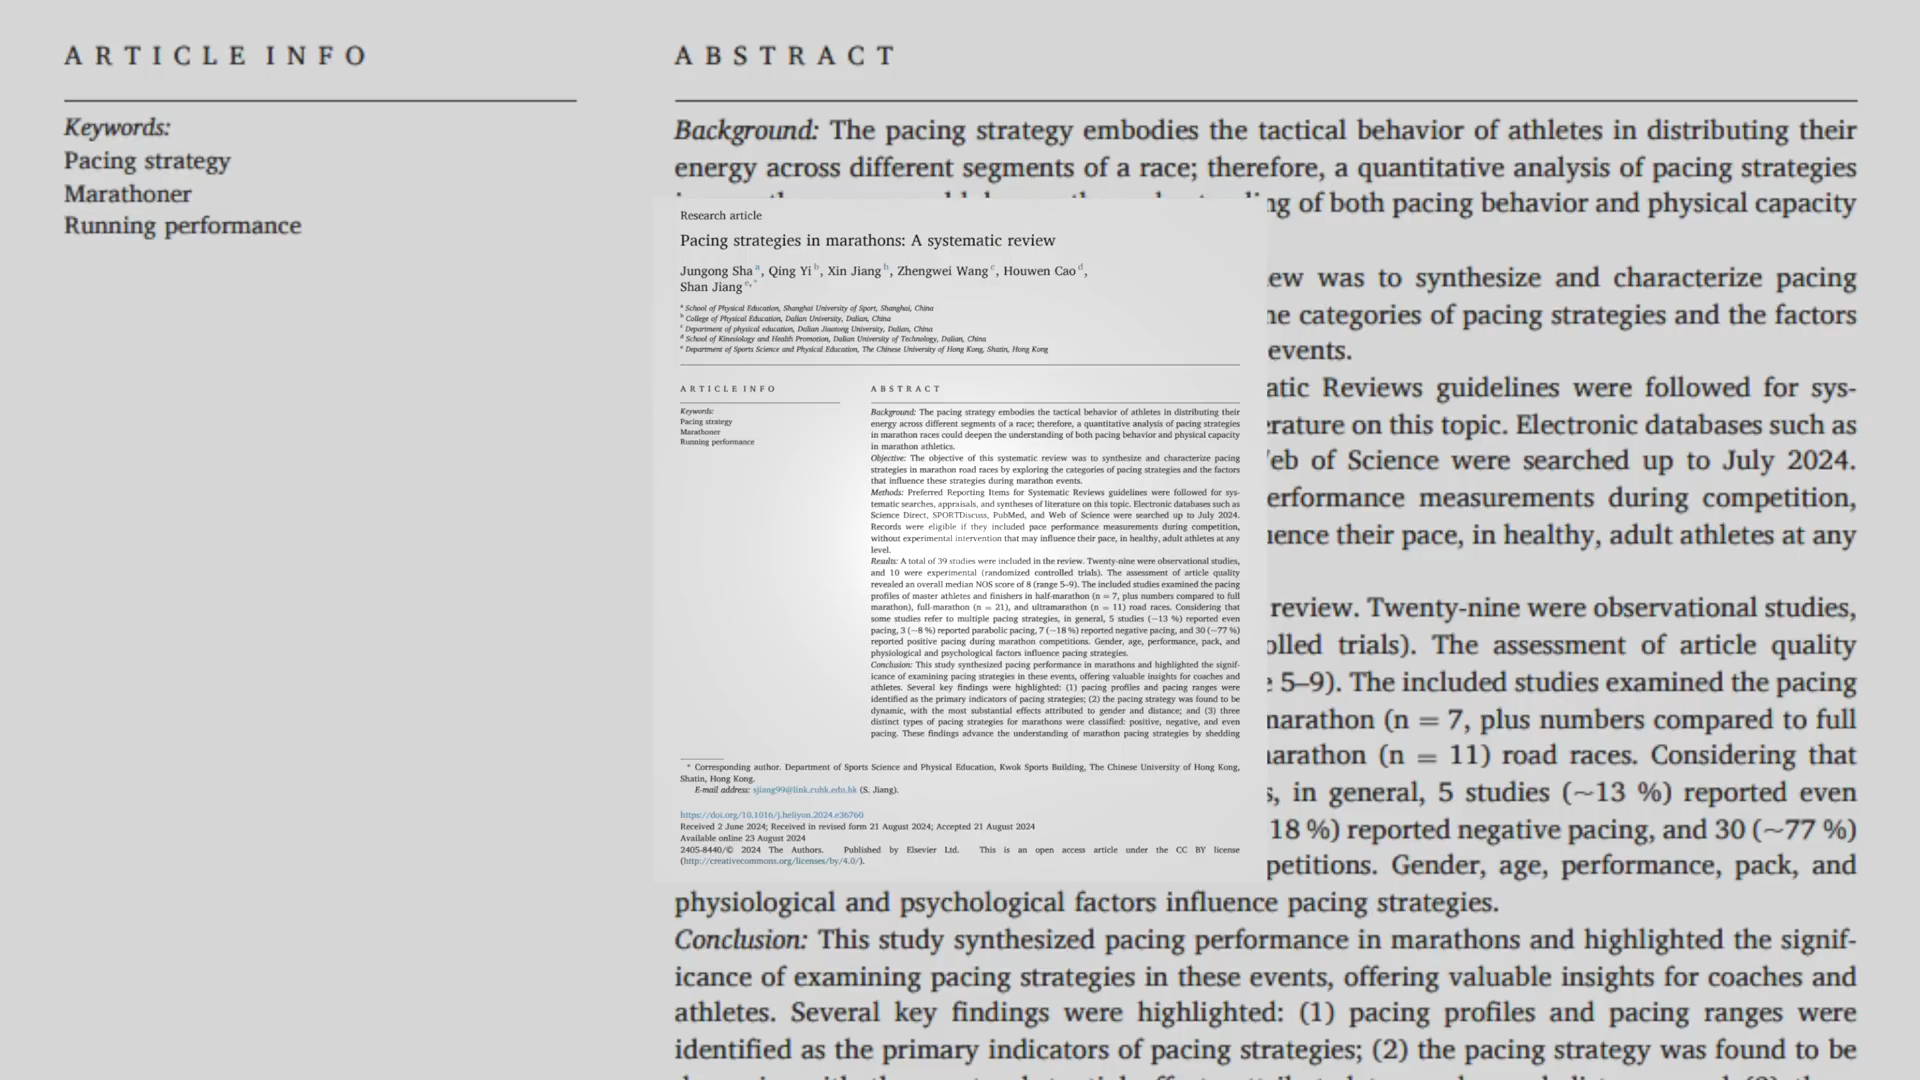 ARTICLE INFO
Keywords:
Pacing strategy
Marathoner
Running performance
ABSTRACT
Background: The pacing strategy embodies the tactical behavior of athletes in distributing their
energy across different segments of a race; therefore, a quantitative analysis of pacing strategies
ng of both pacing behavior and physical capacity
ew was to synthesize and characterize pacing
ne categories of pacing strategies and the factors
events.
atic Reviews guidelines were followed for sys-
erature on this topic. Electronic databases such as
eb of Science were searched up to July 2024.
erformance measurements during competition,
uence their pace, in healthy, adult athletes at any
review. Twenty-nine were observational studies,
olled trials). The assessment of article quality
e 5–9). The included studies examined the pacing
marathon (n = 7, plus numbers compared to full
marathon (n = 11) road races. Considering that
s, in general, 5 studies (~13 %) reported even
18 %) reported negative pacing, and 30 (~77 %)
petitions. Gender, age, performance, pack, and
physiological and psychological factors influence pacing strategies.
Conclusion: This study synthesized pacing performance in marathons and highlighted the signif-
icance of examining pacing strategies in these events, offering valuable insights for coaches and
athletes. Several key findings were highlighted: (1) pacing profiles and pacing ranges were
identified as the primary indicators of pacing strategies; (2) the pacing strategy was found to be
Research article
Pacing strategies in marathons: A systematic review
Jungong Sha a, Qing Yi b, Xin Jiang b, Zhengwei Wang c, Houwen Cao d,
Shan Jiang e,*
a School of Physical Education, Shanghai University of Sport, Shanghai, China
b College of Physical Education, Dalian University, Dalian, China
c Department of physical education, Dalian Jiaotong University, Dalian, China
d School of Kinesiology and Health Promotion, Dalian University of Technology, Dalian, China
e Department of Sports Science and Physical Education, The Chinese University of Hong Kong, Shatin, Hong Kong
ARTICLE INFO
Keywords:
Pacing strategy
Marathoner
Running performance
ABSTRACT
Background: The pacing strategy embodies the tactical behavior of athletes in distributing their
energy across different segments of a race; therefore, a quantitative analysis of pacing strategies
in marathon races could deepen the understanding of both pacing behavior and physical capacity
in marathon athletics.
Objective: The objective of this systematic review was to synthesize and characterize pacing
strategies in marathon road races by exploring the categories of pacing strategies and the factors
that influence these strategies during marathon events.
Methods: Preferred Reporting Items for Systematic Reviews guidelines were followed for sys-
tematic searches, appraisals, and syntheses of literature on this topic. Electronic databases such as
Science Direct, SPORTDiscuss, PubMed, and Web of Science were searched up to July 2024.
Records were eligible if they included pace performance measurements during competition,
without experimental intervention that may influence their pace, in healthy, adult athletes at any
level.
Results: A total of 39 studies were included in the review. Twenty-nine were observational studies,
and 10 were experimental (randomized controlled trials). The assessment of article quality
revealed an overall median NOS score of 8 (range 5–9). The included studies examined the pacing
profiles of master athletes and finishers in half-marathon (n = 7, plus numbers compared to full
marathon), full-marathon (n = 21), and ultramarathon (n = 11) road races. Considering that
some studies refer to multiple pacing strategies, in general, 5 studies (~13 %) reported even
pacing, 3 (~8 %) reported parabolic pacing, 7 (~18 %) reported negative pacing, and 30 (~77 %)
reported positive pacing during marathon competitions. Gender, age, performance, pack, and
physiological and psychological factors influence pacing strategies.
Conclusion: This study synthesized pacing performance in marathons and highlighted the signif-
icance of examining pacing strategies in these events, offering valuable insights for coaches and
athletes. Several key findings were highlighted: (1) pacing profiles and pacing ranges were
identified as the primary indicators of pacing strategies; (2) the pacing strategy was found to be
dynamic, with the most substantial effects attributed to gender and distance; and (3) three
distinct types of pacing strategies for marathons were classified: positive, negative, and even
pacing. These findings advance the understanding of marathon pacing strategies by shedding
* Corresponding author. Department of Sports Science and Physical Education, Kwok Sports Building, The Chinese University of Hong Kong,
Shatin, Hong Kong.
E-mail address: sjiang99@link.cuhk.edu.hk (S. Jiang).
https://doi.org/10.1016/j.heliyon.2024.e36760
Received 2 June 2024; Received in revised form 21 August 2024; Accepted 21 August 2024
Available online 23 August 2024
2405-8440/© 2024 The Authors. Published by Elsevier Ltd. This is an open access article under the CC BY license
(http://creativecommons.org/licenses/by/4.0/).